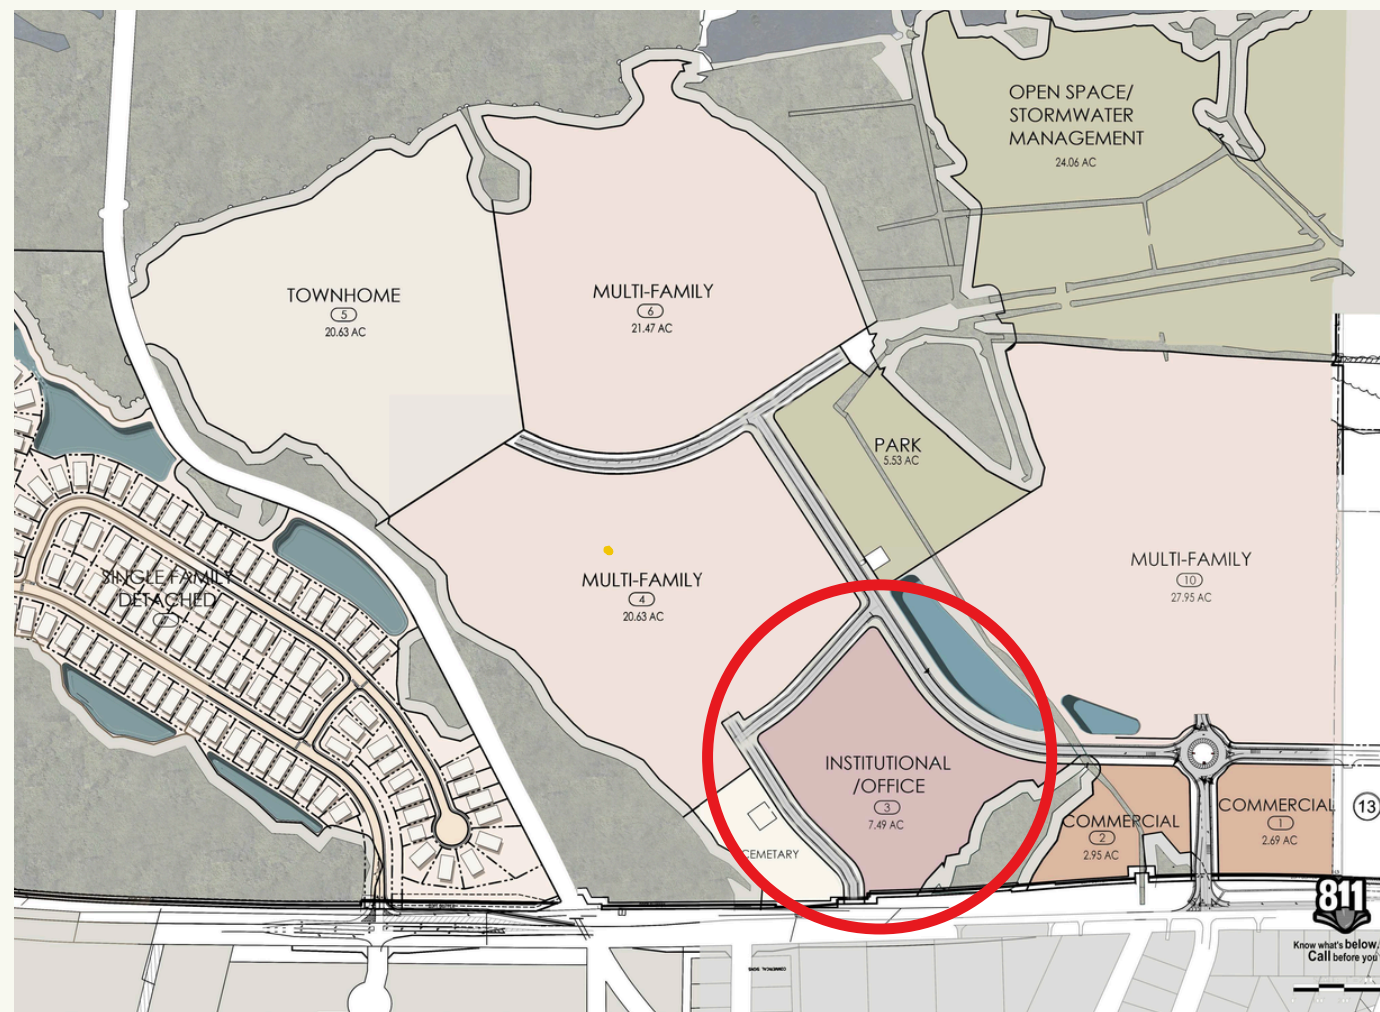 OPEN SPACE/
STORMWATER
MANAGEMENT
24.06 AC
TOWNHOME
5
20.63 AC
MULTI-FAMILY
6
21.47 AC
PARK
5.53 AC
SINGLE FAMILY
DETACHED
MULTI-FAMILY
4
20.63 AC
MULTI-FAMILY
10
27.95 AC
INSTITUTIONAL
/OFFICE
3
7.49 AC
CEMETARY
COMMERCIAL
2
2.95 AC
COMMERCIAL
1
2.69 AC
13
811
Know what's below.
Call before you